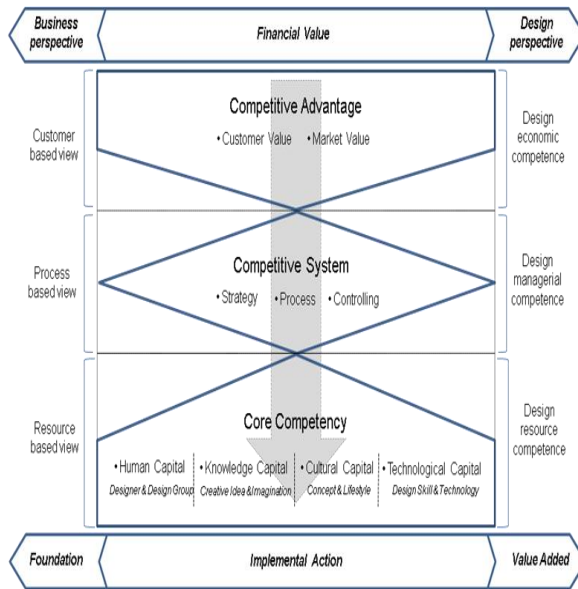 Business perspective
Financial Value
Design perspective
Customer based view
Competitive Advantage
• Customer Value • Market Value
Design economic competence
Process based view
Competitive System
• Strategy • Process • Controlling
Design managerial competence
Resource based view
Core Competency
• Human Capital • Knowledge Capital • Cultural Capital • Technological Capital
Designer & Design Group Creative Idea & Imagination Concept & Lifestyle Design Skill & Technology
Design resource competence
Foundation
Implemental Action
Value Added